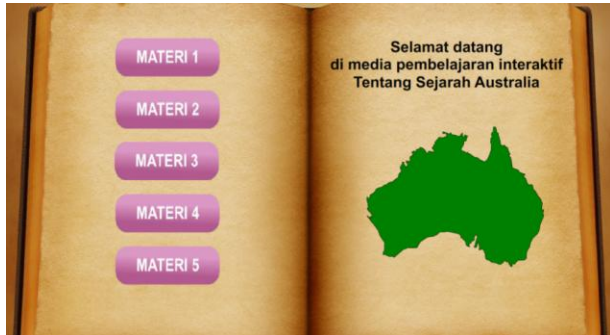 MATERI 1
MATERI 2
MATERI 3
MATERI 4
MATERI 5
Selamat datang
di media pembelajaran interaktif
Tentang Sejarah Australia